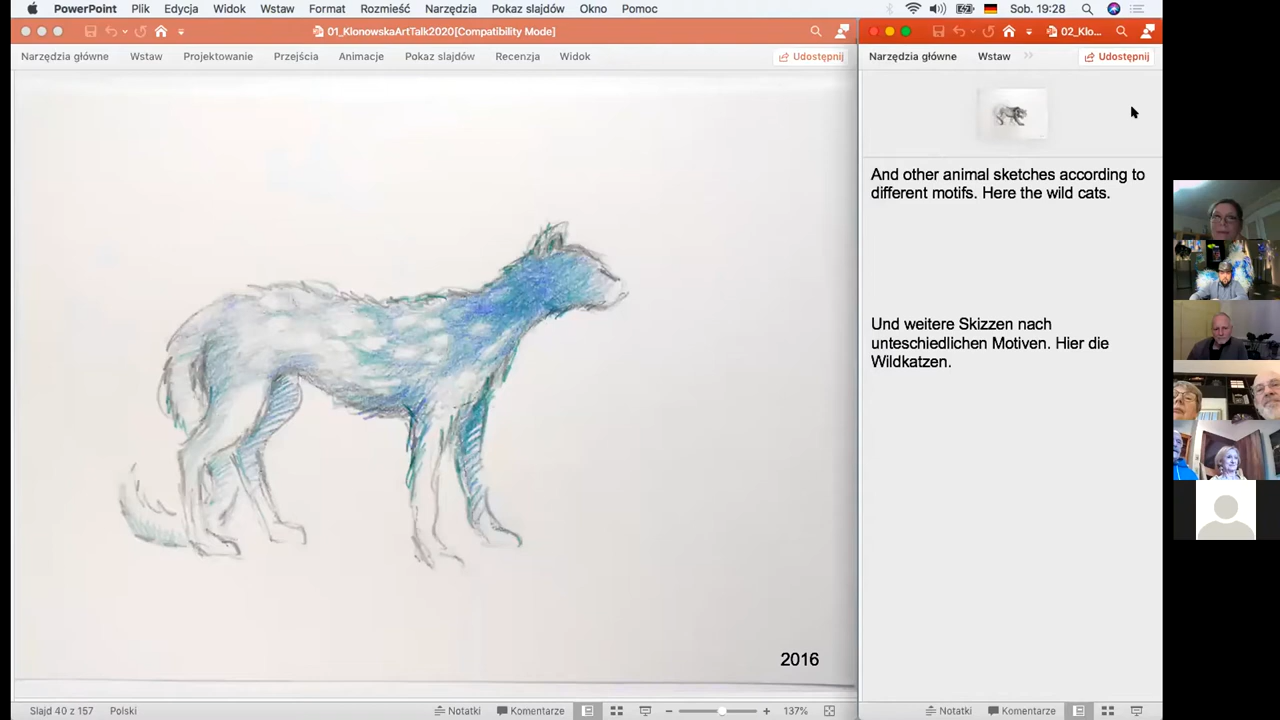 PowerPoint Plik Edycja Widok Wstaw Format Rozmieść Narzędzia Pokaz slajdów Okno Pomoc Sob. 19:28
01_KlonowskaArtTalk2020[Compatibility Mode]
Narzędzia główne Wstaw Projektowanie Przejścia Animacje Pokaz slajdów Recenzja Widok Udostępnij
2016
Slajd 40 z 157 Polski Notatki Komentarze 137%
02_Klo...
Narzędzia główne Wstaw Udostępnij
And other animal sketches according to
different motifs. Here the wild cats.
Und weitere Skizzen nach
unteschiedlichen Motiven. Hier die
Wildkatzen.
Notatki Komentarze